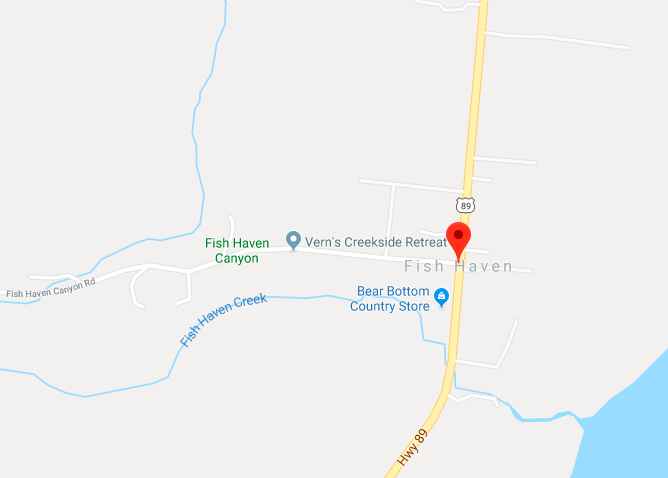 89
Fish Haven
Canyon
Vern's Creekside Retreat
Fish Haven
Fish Haven Canyon Rd
Bear Bottom
Country Store
Fish Haven Creek
Hwy 89